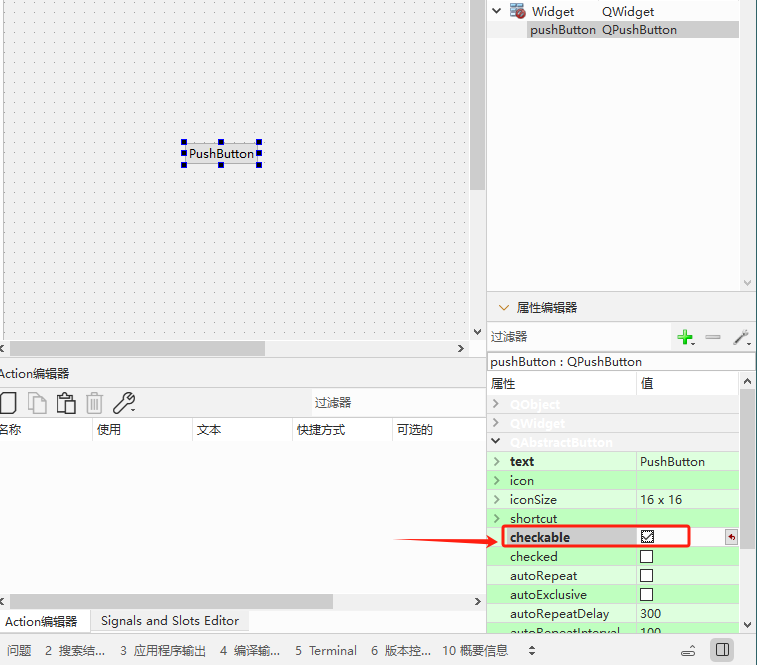 Widget QWidget
pushButton QPushButton
PushButton
属性编辑器
过滤器
pushButton : QPushButton
属性 值
QObject
QWidget
QAbstractButton
text PushButton
icon
iconSize 16 x 16
shortcut
checkable
checked
autoRepeat
autoExclusive
autoRepeatDelay 300
autoRepeatInterval 100
Action编辑器
过滤器
名称 使用 文本 快捷方式 可选的
Action编辑器 Signals and Slots Editor
问题 2 搜索结... 3 应用程序输出 4 编译输... 5 Terminal 6 版本控... 10 概要信息